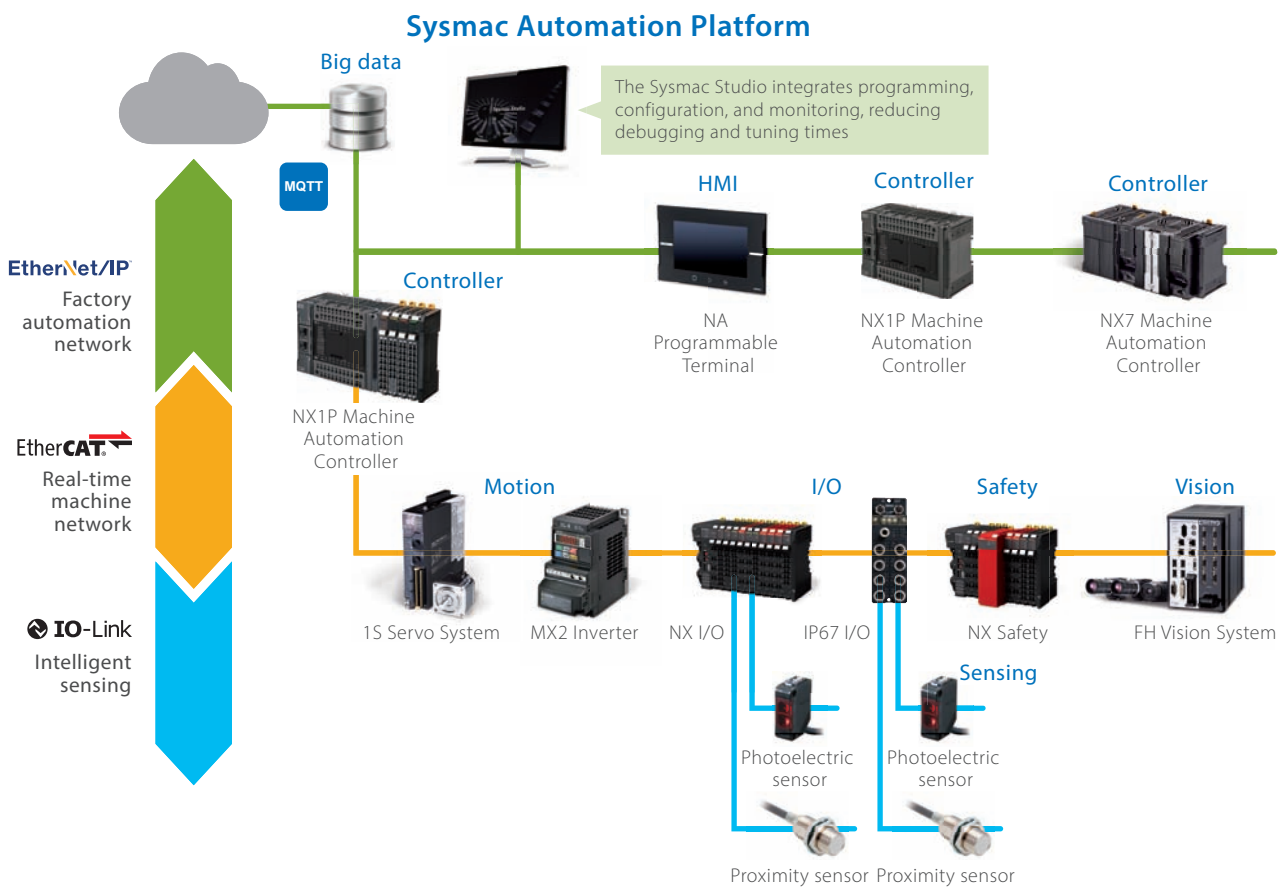 Sysmac Automation Platform
Big data
The Sysmac Studio integrates programming,
configuration, and monitoring, reducing
debugging and tuning times
Sysmac Studio
MQTT
HMI
Controller
Controller
EtherNet/IP
Factory
automation
network
Controller
NA
Programmable
Terminal
NX1P Machine
Automation
Controller
NX7 Machine
Automation
Controller
NX1P Machine
Automation
Controller
EtherCAT®
Real-time
machine
network
Motion
I/O
Safety
Vision
1S Servo System
MX2 Inverter
NX I/O
IP67 I/O
NX Safety
FH Vision System
IO-Link
Intelligent
sensing
Sensing
Photoelectric
sensor
Photoelectric
sensor
Proximity sensor
Proximity sensor